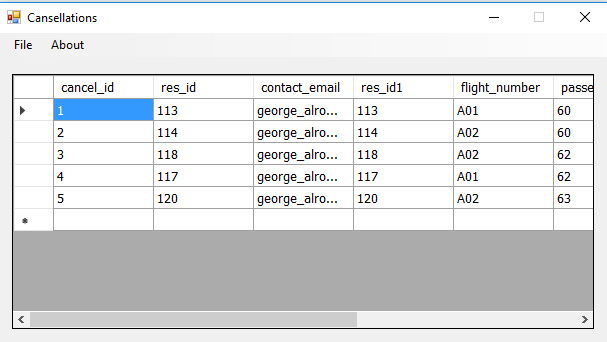 Cansellations
File About
cancel_id res_id contact_email res_id1 flight_number passe
1 113 george_alro... 113 A01 60
2 114 george_alro... 114 A02 60
3 118 george_alro... 118 A02 62
4 117 george_alro... 117 A01 62
5 120 george_alro... 120 A02 63